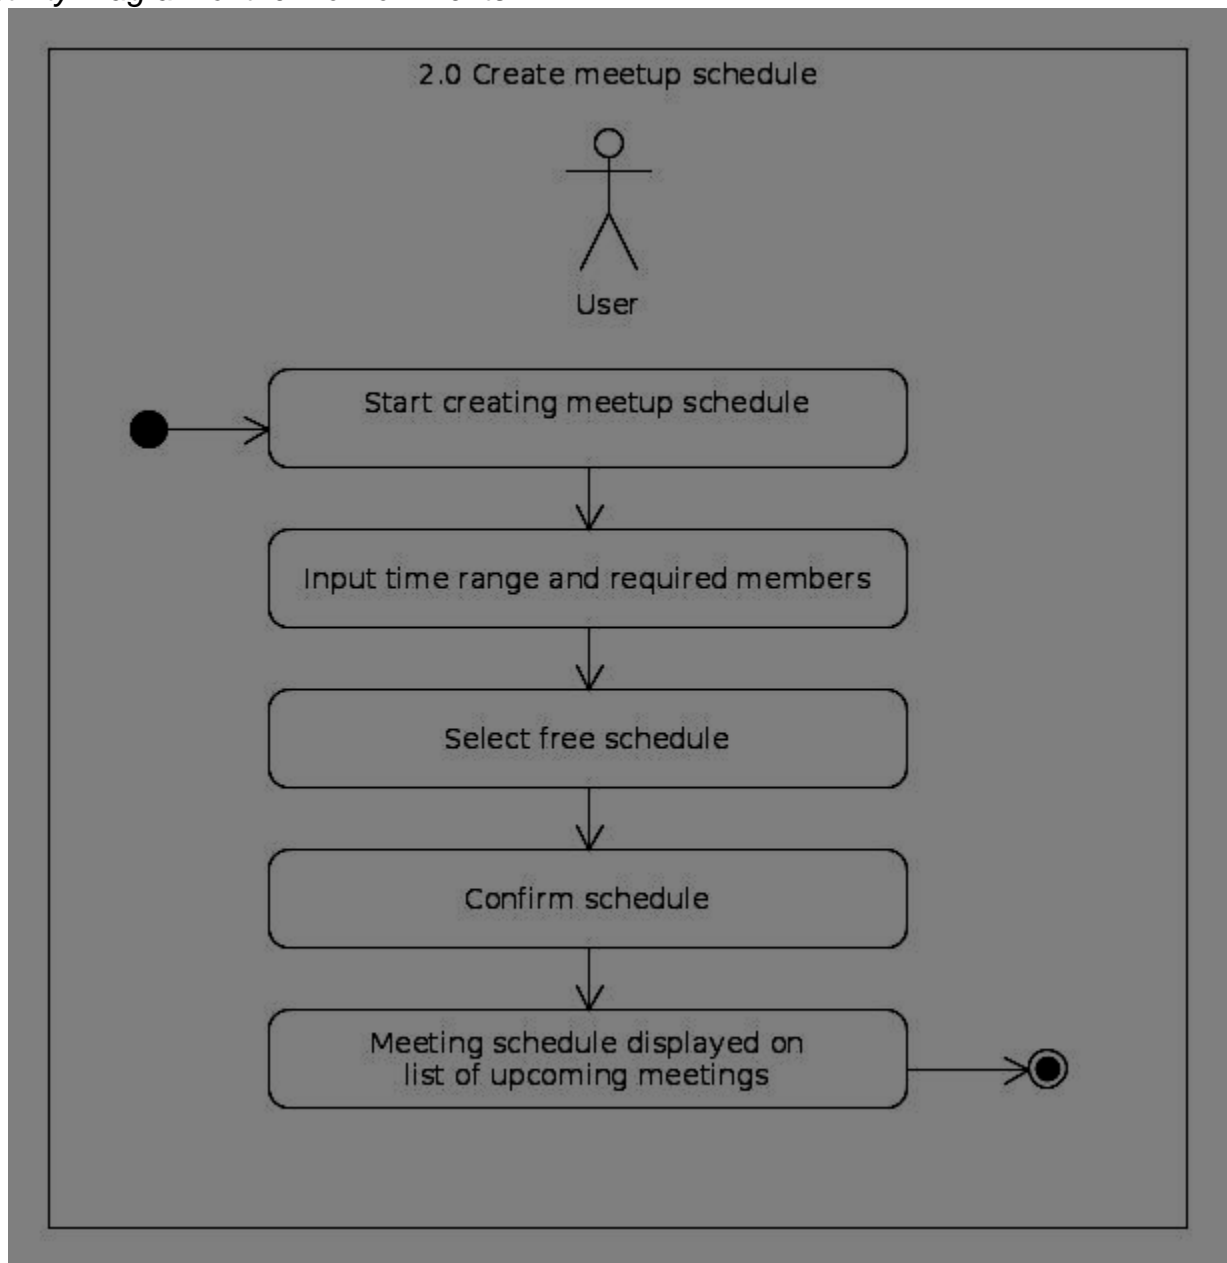 2.0 Create meetup schedule
User
Start creating meetup schedule
Input time range and required members
Select free schedule
Confirm schedule
Meeting schedule displayed on
list of upcoming meetings